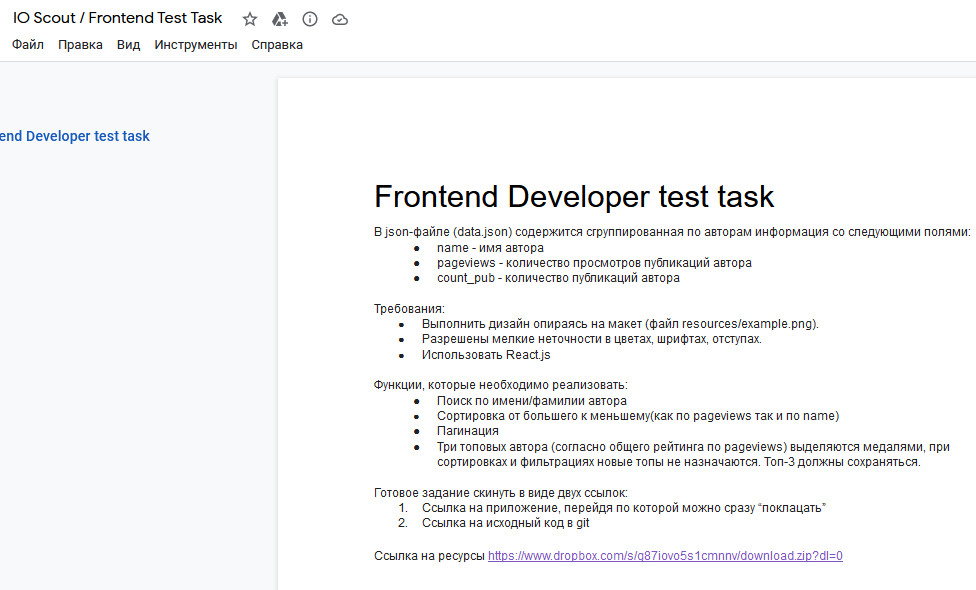 IO Scout / Frontend Test Task
Файл Правка Вид Инструменты Справка
end Developer test task
Frontend Developer test task
В json-файле (data.json) содержится сгруппированная по авторам информация со следующими полями:
● name - имя автора
● pageviews - количество просмотров публикаций автора
● count_pub - количество публикаций автора
Требования:
● Выполнить дизайн опираясь на макет (файл resources/example.png).
● Разрешены мелкие неточности в цветах, шрифтах, отступах.
● Использовать React.js
Функции, которые необходимо реализовать:
● Поиск по имени/фамилии автора
● Сортировка от большего к меньшему(как по pageviews так и по name)
● Пагинация
● Три топовых автора (согласно общего рейтинга по pageviews) выделяются медалями, при
сортировках и фильтрациях новые топы не назначаются. Топ-3 должны сохраняться.
Готовое задание скинуть в виде двух ссылок:
1. Ссылка на приложение, перейдя по которой можно сразу “поклацать”
2. Ссылка на исходный код в git
Ссылка на ресурсы https://www.dropbox.com/s/q87iovo5s1cmnnv/download.zip?dl=0